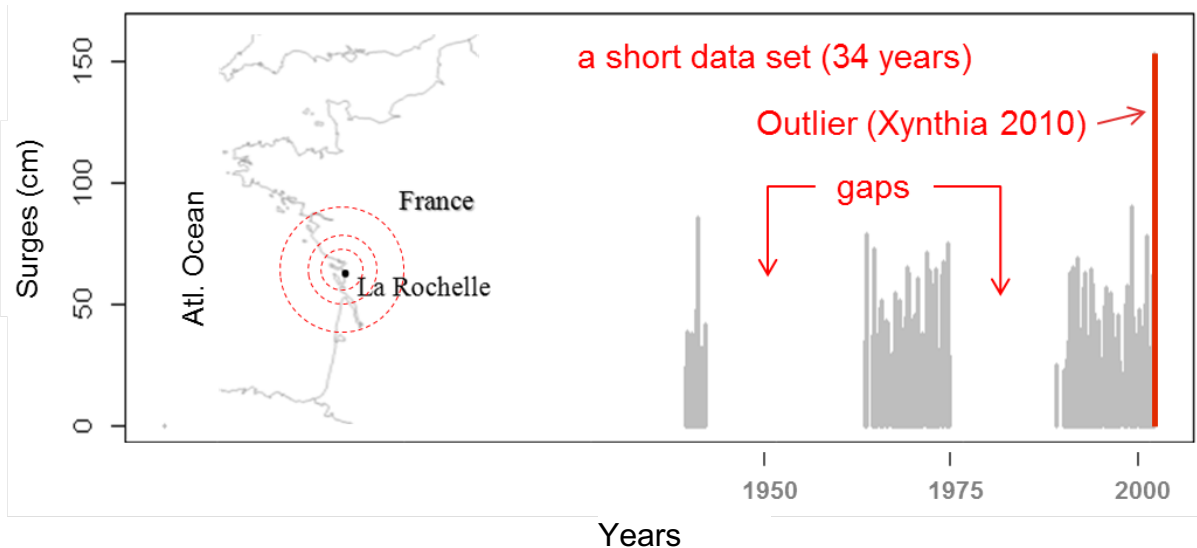 150
100
50
0
Surges (cm)
Atl. Ocean
France
La Rochelle
a short data set (34 years)
Outlier (Xynthia 2010)
gaps
1950
1975
2000
Years